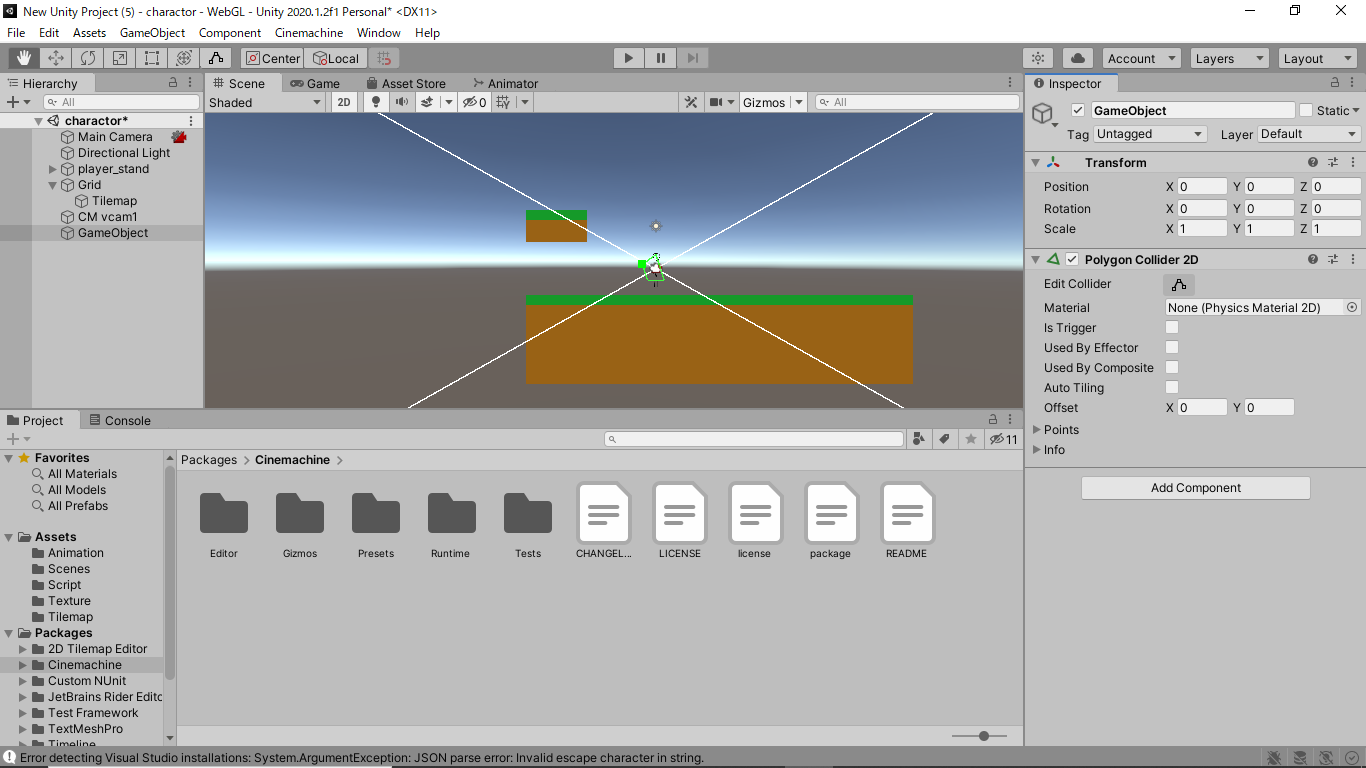 New Unity Project (5) - charactor - WebGL - Unity 2020.1.2f1 Personal* <DX11>
File Edit Assets GameObject Component Cinemachine Window Help
Center Local Account Layers Layout
Hierarchy
All
charactor*
Main Camera
Directional Light
player_stand
Grid
Tilemap
CM vcam1
GameObject
Scene Game Asset Store Animator
Shaded 2D 0 Gizmos All
Inspector
GameObject Static
Tag Untagged Layer Default
Transform
Position X 0 Y 0 Z 0
Rotation X 0 Y 0 Z 0
Scale X 1 Y 1 Z 1
Polygon Collider 2D
Edit Collider
Material None (Physics Material 2D)
Is Trigger
Used By Effector
Used By Composite
Auto Tiling
Offset X 0 Y 0
Points
Info
Add Component
Project Console
11
Favorites
All Materials
All Models
All Prefabs
Assets
Animation
Scenes
Script
Texture
Tilemap
Packages
2D Tilemap Editor
Cinemachine
Custom NUnit
JetBrains Rider Edito
Test Framework
TextMeshPro
Timeline
Packages > Cinemachine >
Editor Gizmos Presets Runtime Tests CHANGEL... LICENSE license package README
Error detecting Visual Studio installations: System.ArgumentException: JSON parse error: Invalid escape character in string.